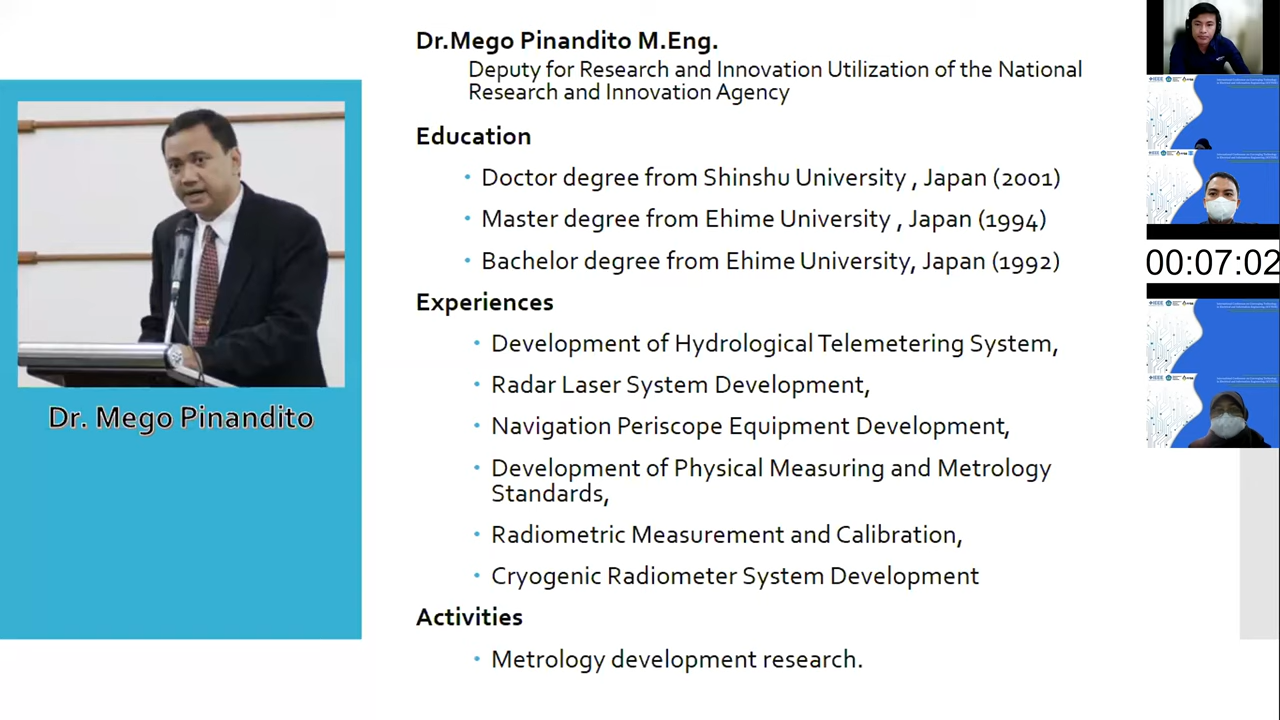 Dr.Mego Pinandito M.Eng.
Deputy for Research and Innovation Utilization of the National
Research and Innovation Agency
Education
• Doctor degree from Shinshu University , Japan (2001)
• Master degree from Ehime University , Japan (1994)
• Bachelor degree from Ehime University, Japan (1992)
Experiences
• Development of Hydrological Telemetering System,
• Radar Laser System Development,
• Navigation Periscope Equipment Development,
• Development of Physical Measuring and Metrology
Standards,
• Radiometric Measurement and Calibration,
• Cryogenic Radiometer System Development
Activities
• Metrology development research.
Dr. Mego Pinandito
00:07:02